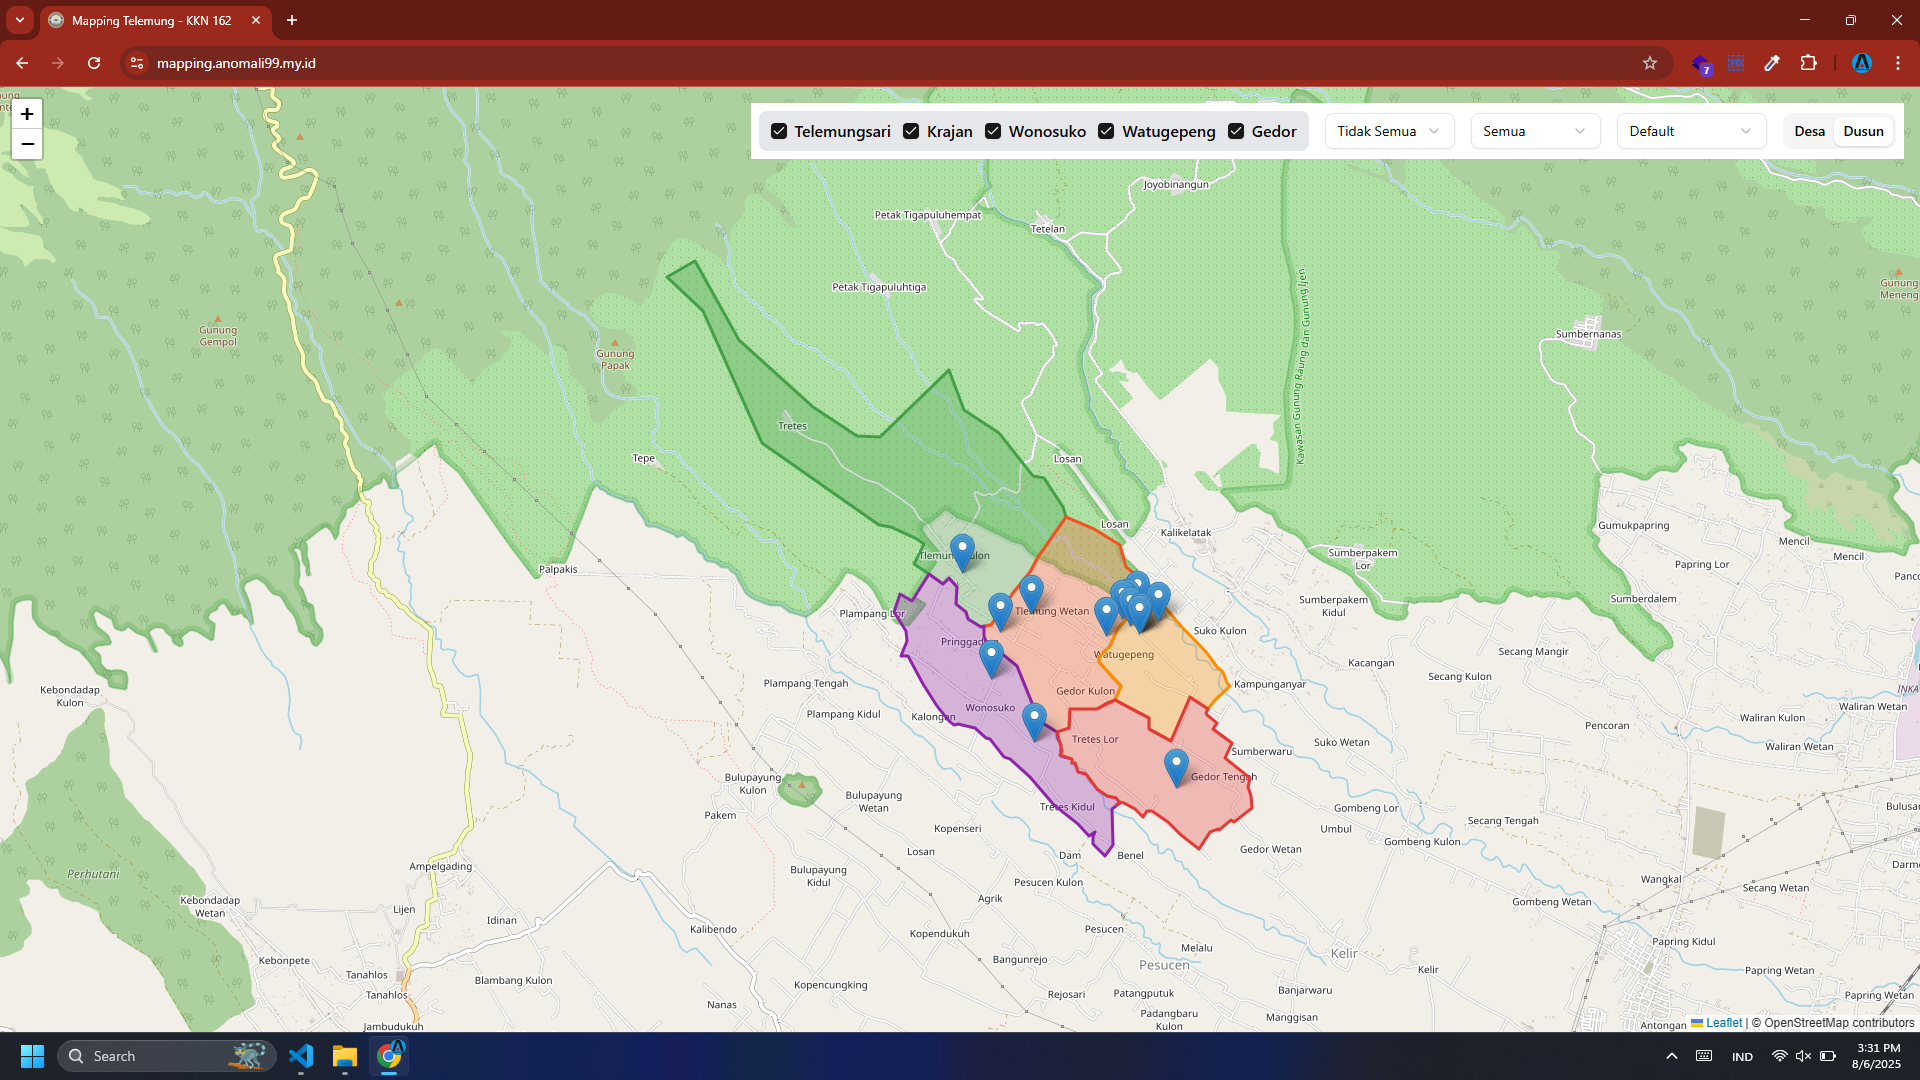 Mapping Telemung - KKN 162
mapping.anomali99.my.id
7
+
−
Telemungsari
Krajan
Wonosuko
Watugepeng
Gedor
Tidak Semua
Semua
Default
Desa
Dusun
Joyobinangun
Petak Tigapuluhempat
Tetelan
Petak Tigapuluhtiga
Kawasan Gunung Raung dan Gunung Ijen
Gunung
Meneng
Gunung
Gempol
Gunung
Papak
Sumbernanas
Tretes
Tepe
Losan
Losan
Kalikelatak
Gumukpapring
Mencil
Mencil
Palpakis
Sumberpakem
Lor
Papring Lor
Plampang Lor
Tlemung Wetan
Sumberpakem
Kidul
Sumberdalem
Suko Kulon
Watugepeng
Secang Mangir
Kacangan
Secang Kulon
Kebondadap
Kulon
Plampang Tengah
Gedor Kulon
Kampunganyar
INKA
Wonosuko
Waliran Wetan
Plampang Kidul
Kalongan
Waliran Kulon
Pencoran
Tretes Lor
Suko Wetan
Sumberwaru
Waliran Wetan
Bulupayung
Kulon
Gedor Tengah
Bulupayung
Wetan
Tretes Kidul
Gombeng Lor
Pakem
Kopenseri
Umbul
Secang Tengah
Gombeng Kulon
Losan
Dam
Benel
Gedor Wetan
Ampelgading
Perhutani
Bulupayung
Kidul
Pesucen Kulon
Wangkal
Secang Wetan
Agrik
Gombeng Wetan
Kebondadap
Wetan
Lijen
Idinan
Kalibendo
Kopendukuh
Pesucen
Papring Kidul
Melalu
Kelir
Kebonpete
Bangunrejo
Pesucen
Kelir
Papring Wetan
Tanahlos
Blambang Kulon
Kopencungking
Rejosari
Patangputuk
Banjarwaru
Tanahlos
Papring Wetan
Nanas
Padangbaru
Kulon
Manggisan
Jambudukuh
Antongan
Leaflet | © OpenStreetMap contributors
Search
IND
3:31 PM
8/6/2025